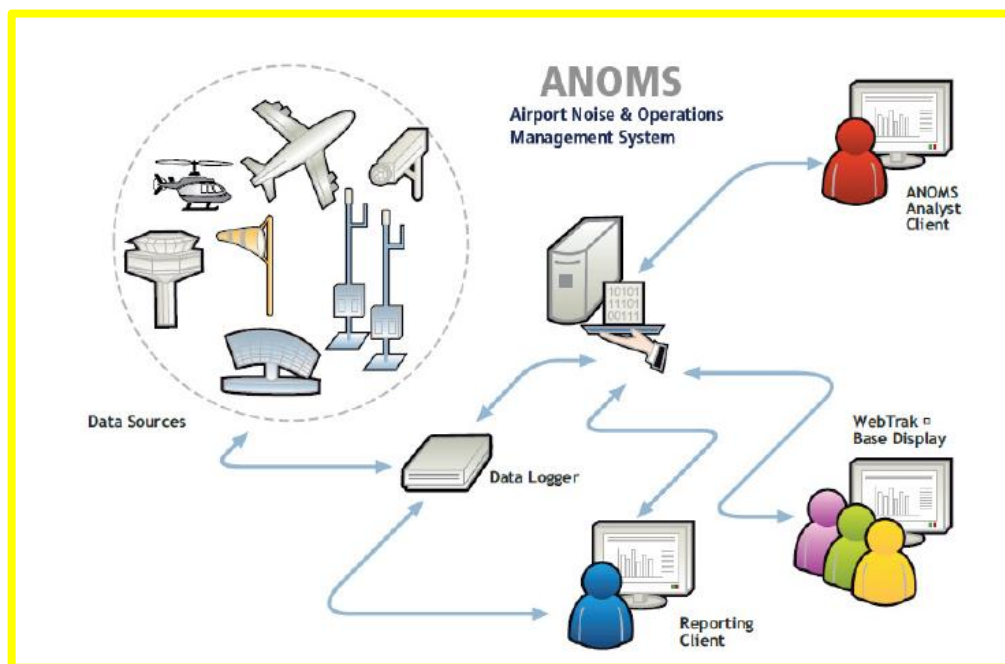 ANOMS
Airport Noise & Operations
Management System
ANOMS
Analyst
Client
10101
11101
00111
Data Sources
WebTrak ¤
Base Display
Data Logger
Reporting
Client